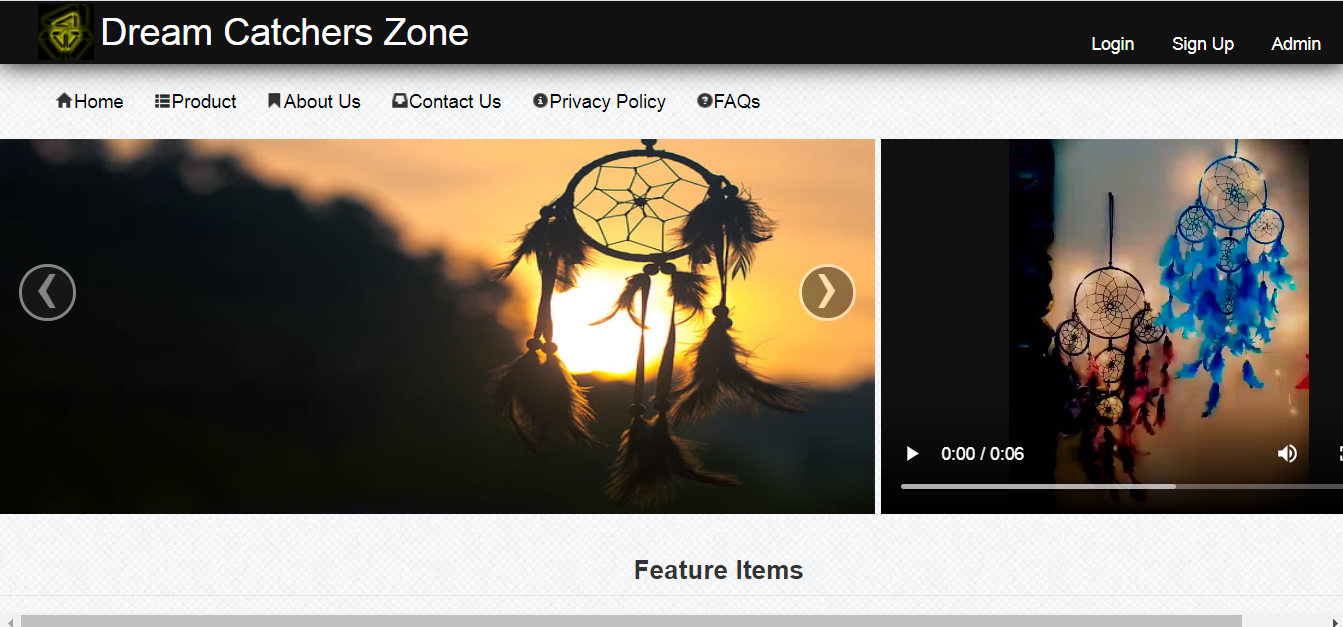 Dream Catchers Zone
Login Sign Up Admin
Home Product About Us Contact Us Privacy Policy FAQs
0:00 / 0:06
Feature Items